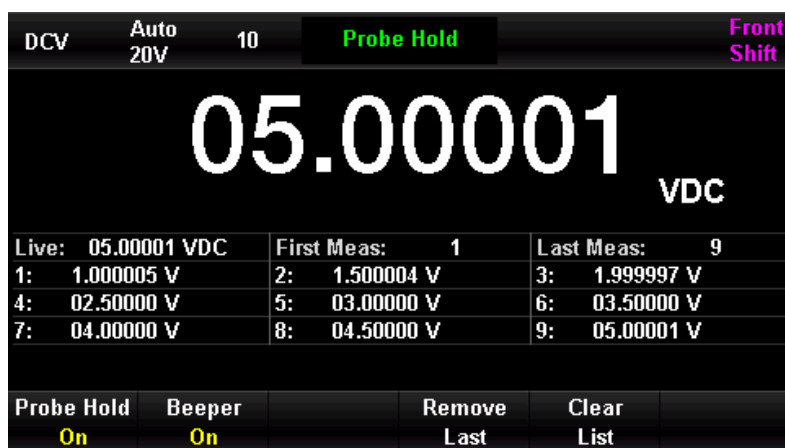 DCV Auto 20V 10 Probe Hold Front Shift
05.00001 VDC
Live: 05.00001 VDC First Meas: 1 Last Meas: 9
1: 1.000005 V 2: 1.500004 V 3: 1.999997 V
4: 02.50000 V 5: 03.00000 V 6: 03.50000 V
7: 04.00000 V 8: 04.50000 V 9: 05.00001 V
Probe Hold Beeper Remove Clear
On On Last List